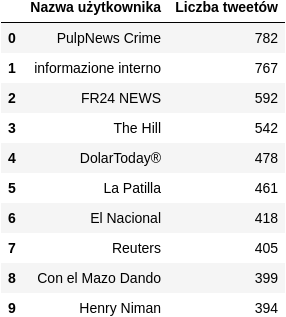 Nazwa użytkownika Liczba tweetów
0 PulpNews Crime 782
1 informazione interno 767
2 FR24 NEWS 592
3 The Hill 542
4 DolarToday® 478
5 La Patilla 461
6 El Nacional 418
7 Reuters 405
8 Con el Mazo Dando 399
9 Henry Niman 394